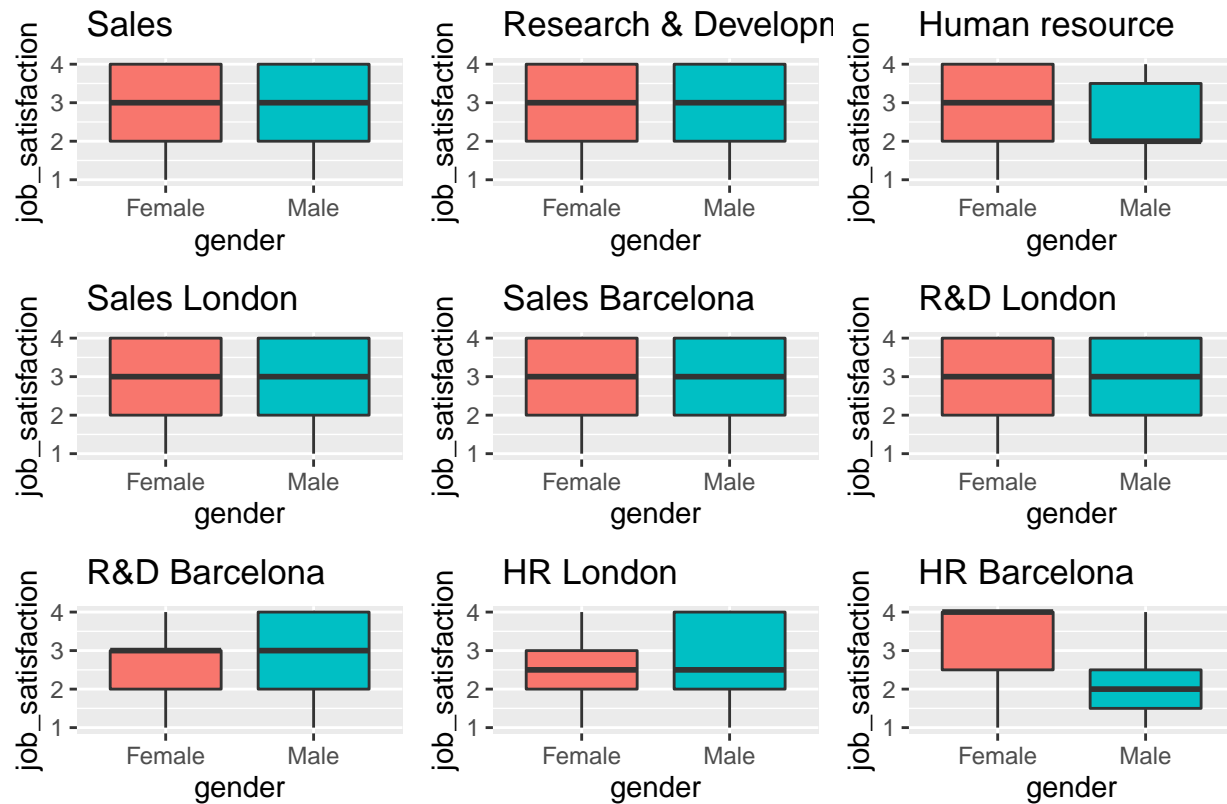 Sales
job_satisfaction
4
3
2
1
Female Male
gender
Research & Developm
job_satisfaction
4
3
2
1
Female Male
gender
Human resource
job_satisfaction
4
3
2
1
Female Male
gender
Sales London
job_satisfaction
4
3
2
1
Female Male
gender
Sales Barcelona
job_satisfaction
4
3
2
1
Female Male
gender
R&D London
job_satisfaction
4
3
2
1
Female Male
gender
R&D Barcelona
job_satisfaction
4
3
2
1
Female Male
gender
HR London
job_satisfaction
4
3
2
1
Female Male
gender
HR Barcelona
job_satisfaction
4
3
2
1
Female Male
gender